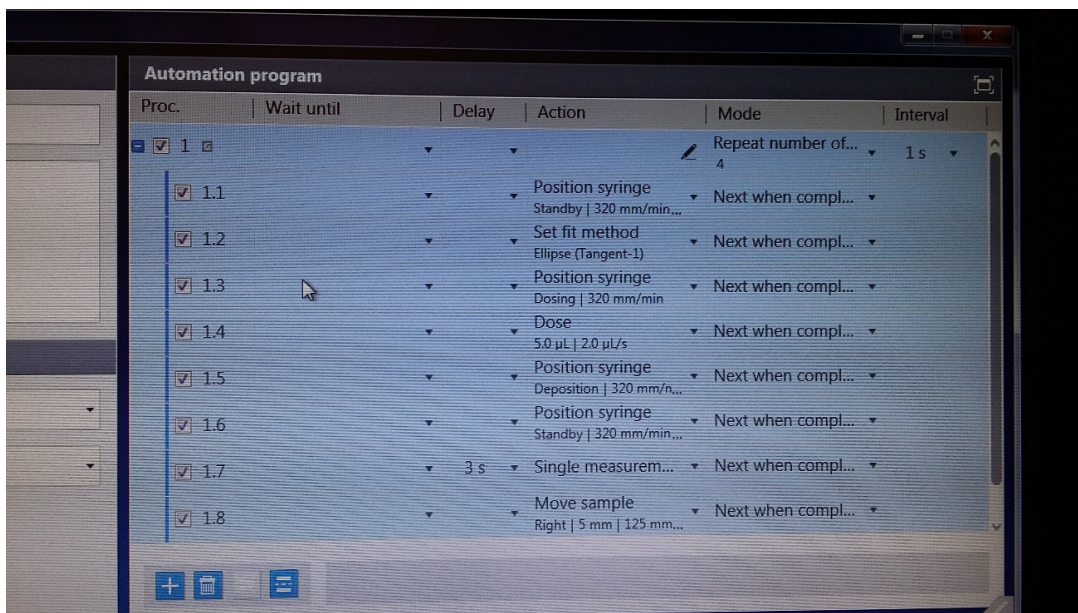 Automation program
Proc. Wait until Delay Action Mode Interval
1 G Repeat number of... 1 s
4
1.1 Position syringe Next when compl...
Standby | 320 mm/min...
1.2 Set fit method Next when compl...
Ellipse (Tangent-1)
1.3 Position syringe Next when compl...
Dosing | 320 mm/min
1.4 Dose Next when compl...
5.0 µL | 2.0 µL/s
1.5 Position syringe Next when compl...
Deposition | 320 mm/n...
1.6 Position syringe Next when compl...
Standby | 320 mm/min...
1.7 3 s Single measurem... Next when compl...
1.8 Move sample Next when compl...
Right | 5 mm | 125 mm...